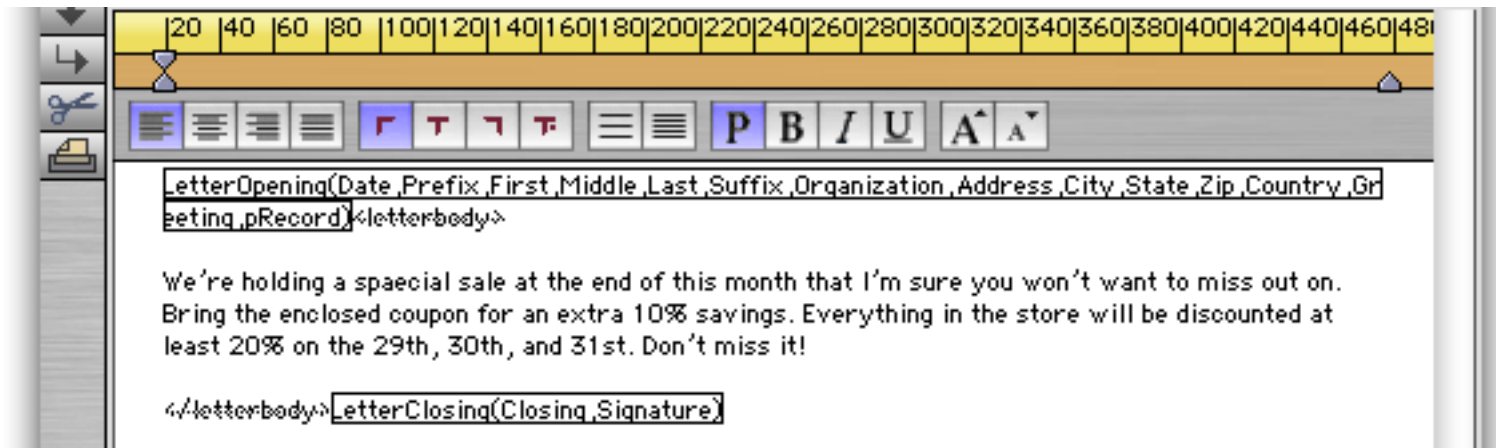 |20 |40 |60 |80 |100|120|140|160|180|200|220|240|260|280|300|320|340|360|380|400|420|440|460|48
P B I U A A
LetterOpening(Date,Prefix,First,Middle,Last,Suffix,Organization,Address,City,State,Zip,Country,Gr
eeting,pRecord)<letterbody>
We're holding a spaecial sale at the end of this month that I'm sure you won't want to miss out on.
Bring the enclosed coupon for an extra 10% savings. Everything in the store will be discounted at
least 20% on the 29th, 30th, and 31st. Don't miss it!
</letterbody>LetterClosing(Closing,Signature)